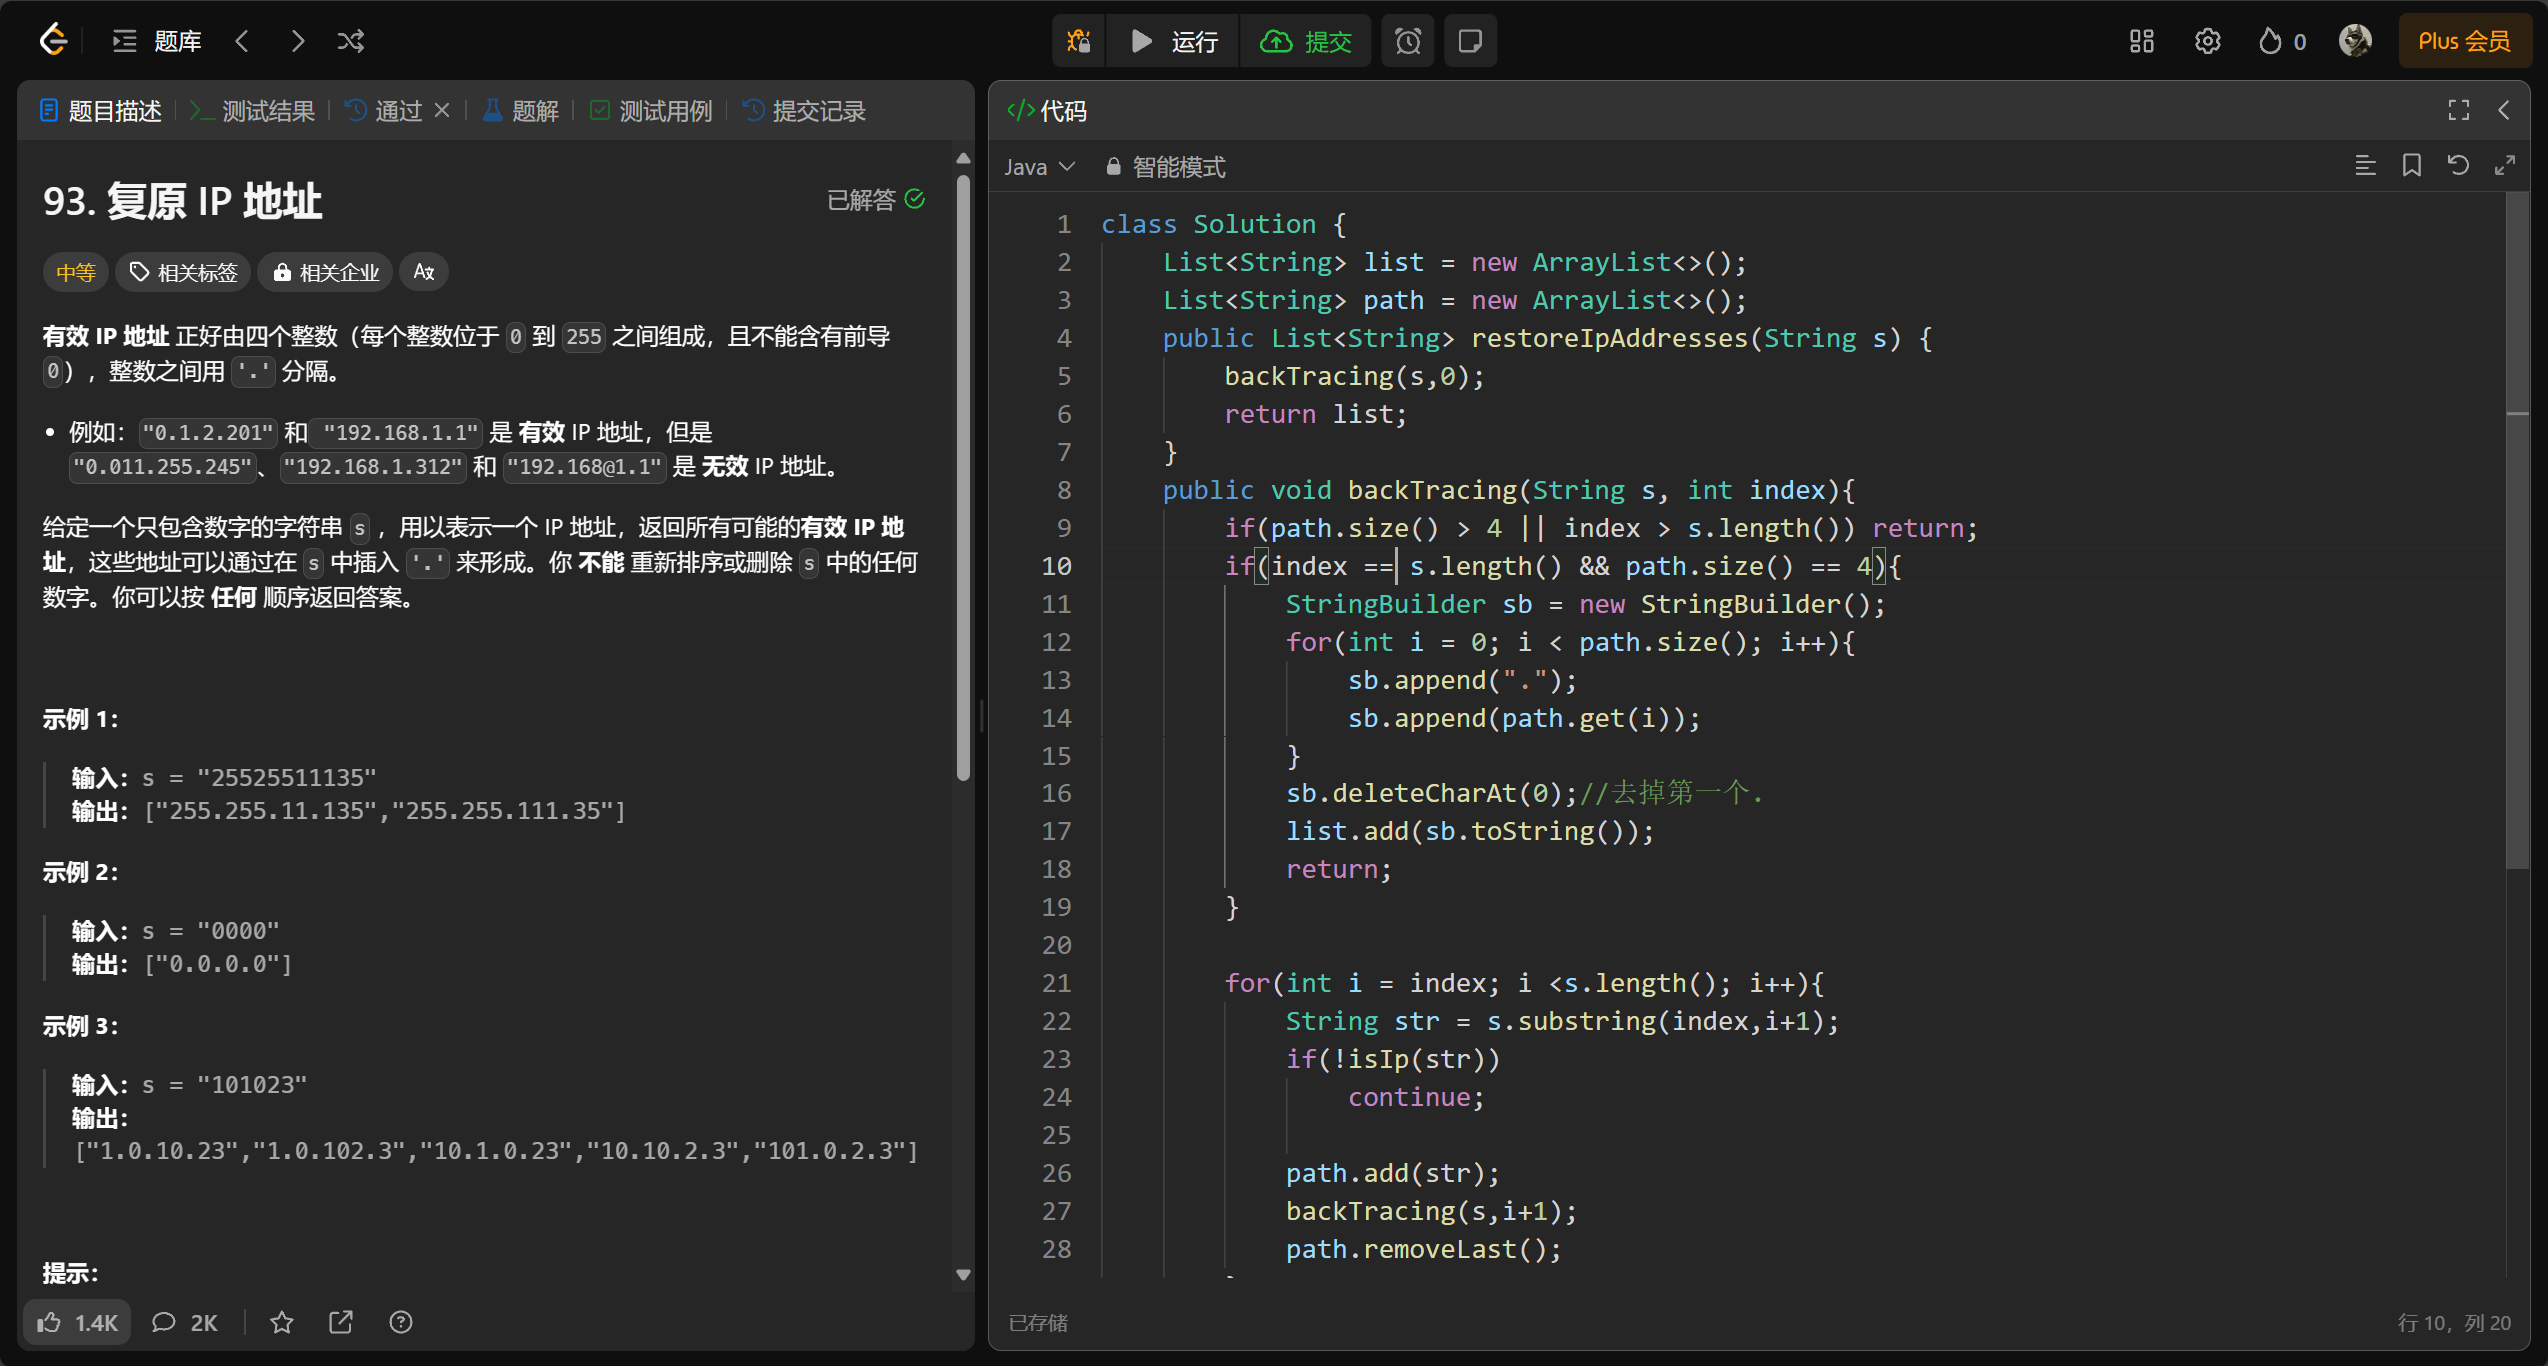 题库
运行
提交
0
Plus 会员
题目描述
测试结果
通过
题解
测试用例
提交记录
93. 复原 IP 地址
已解答
中等
相关标签
相关企业
有效 IP 地址 正好由四个整数（每个整数位于 0 到 255 之间组成，且不能含有前导
0），整数之间用 '.' 分隔。
例如："0.1.2.201" 和 "192.168.1.1" 是 有效 IP 地址，但是
"0.011.255.245"、"192.168.1.312" 和 "192.168@1.1" 是 无效 IP 地址。
给定一个只包含数字的字符串 s ，用以表示一个 IP 地址，返回所有可能的有效 IP 地
址，这些地址可以通过在 s 中插入 '.' 来形成。你 不能 重新排序或删除 s 中的任何
数字。你可以按 任何 顺序返回答案。
示例 1：
输入：s = "25525511135"
输出：["255.255.11.135","255.255.111.35"]
示例 2：
输入：s = "0000"
输出：["0.0.0.0"]
示例 3：
输入：s = "101023"
输出：
["1.0.10.23","1.0.102.3","10.1.0.23","10.10.2.3","101.0.2.3"]
提示：
1.4K
2K
</> 代码
Java
智能模式
1 class Solution {
2     List<String> list = new ArrayList<>();
3     List<String> path = new ArrayList<>();
4     public List<String> restoreIpAddresses(String s) {
5         backTracing(s,0);
6         return list;
7     }
8     public void backTracing(String s, int index){
9         if(path.size() > 4 || index > s.length()) return;
10         if(index == s.length() && path.size() == 4){
11             StringBuilder sb = new StringBuilder();
12             for(int i = 0; i < path.size(); i++){
13                 sb.append(".");
14                 sb.append(path.get(i));
15             }
16             sb.deleteCharAt(0);//去掉第一个.
17             list.add(sb.toString());
18             return;
19         }
20
21         for(int i = index; i <s.length(); i++){
22             String str = s.substring(index,i+1);
23             if(!isIp(str))
24                 continue;
25
26             path.add(str);
27             backTracing(s,i+1);
28             path.removeLast();
已存储
行 10，列 20